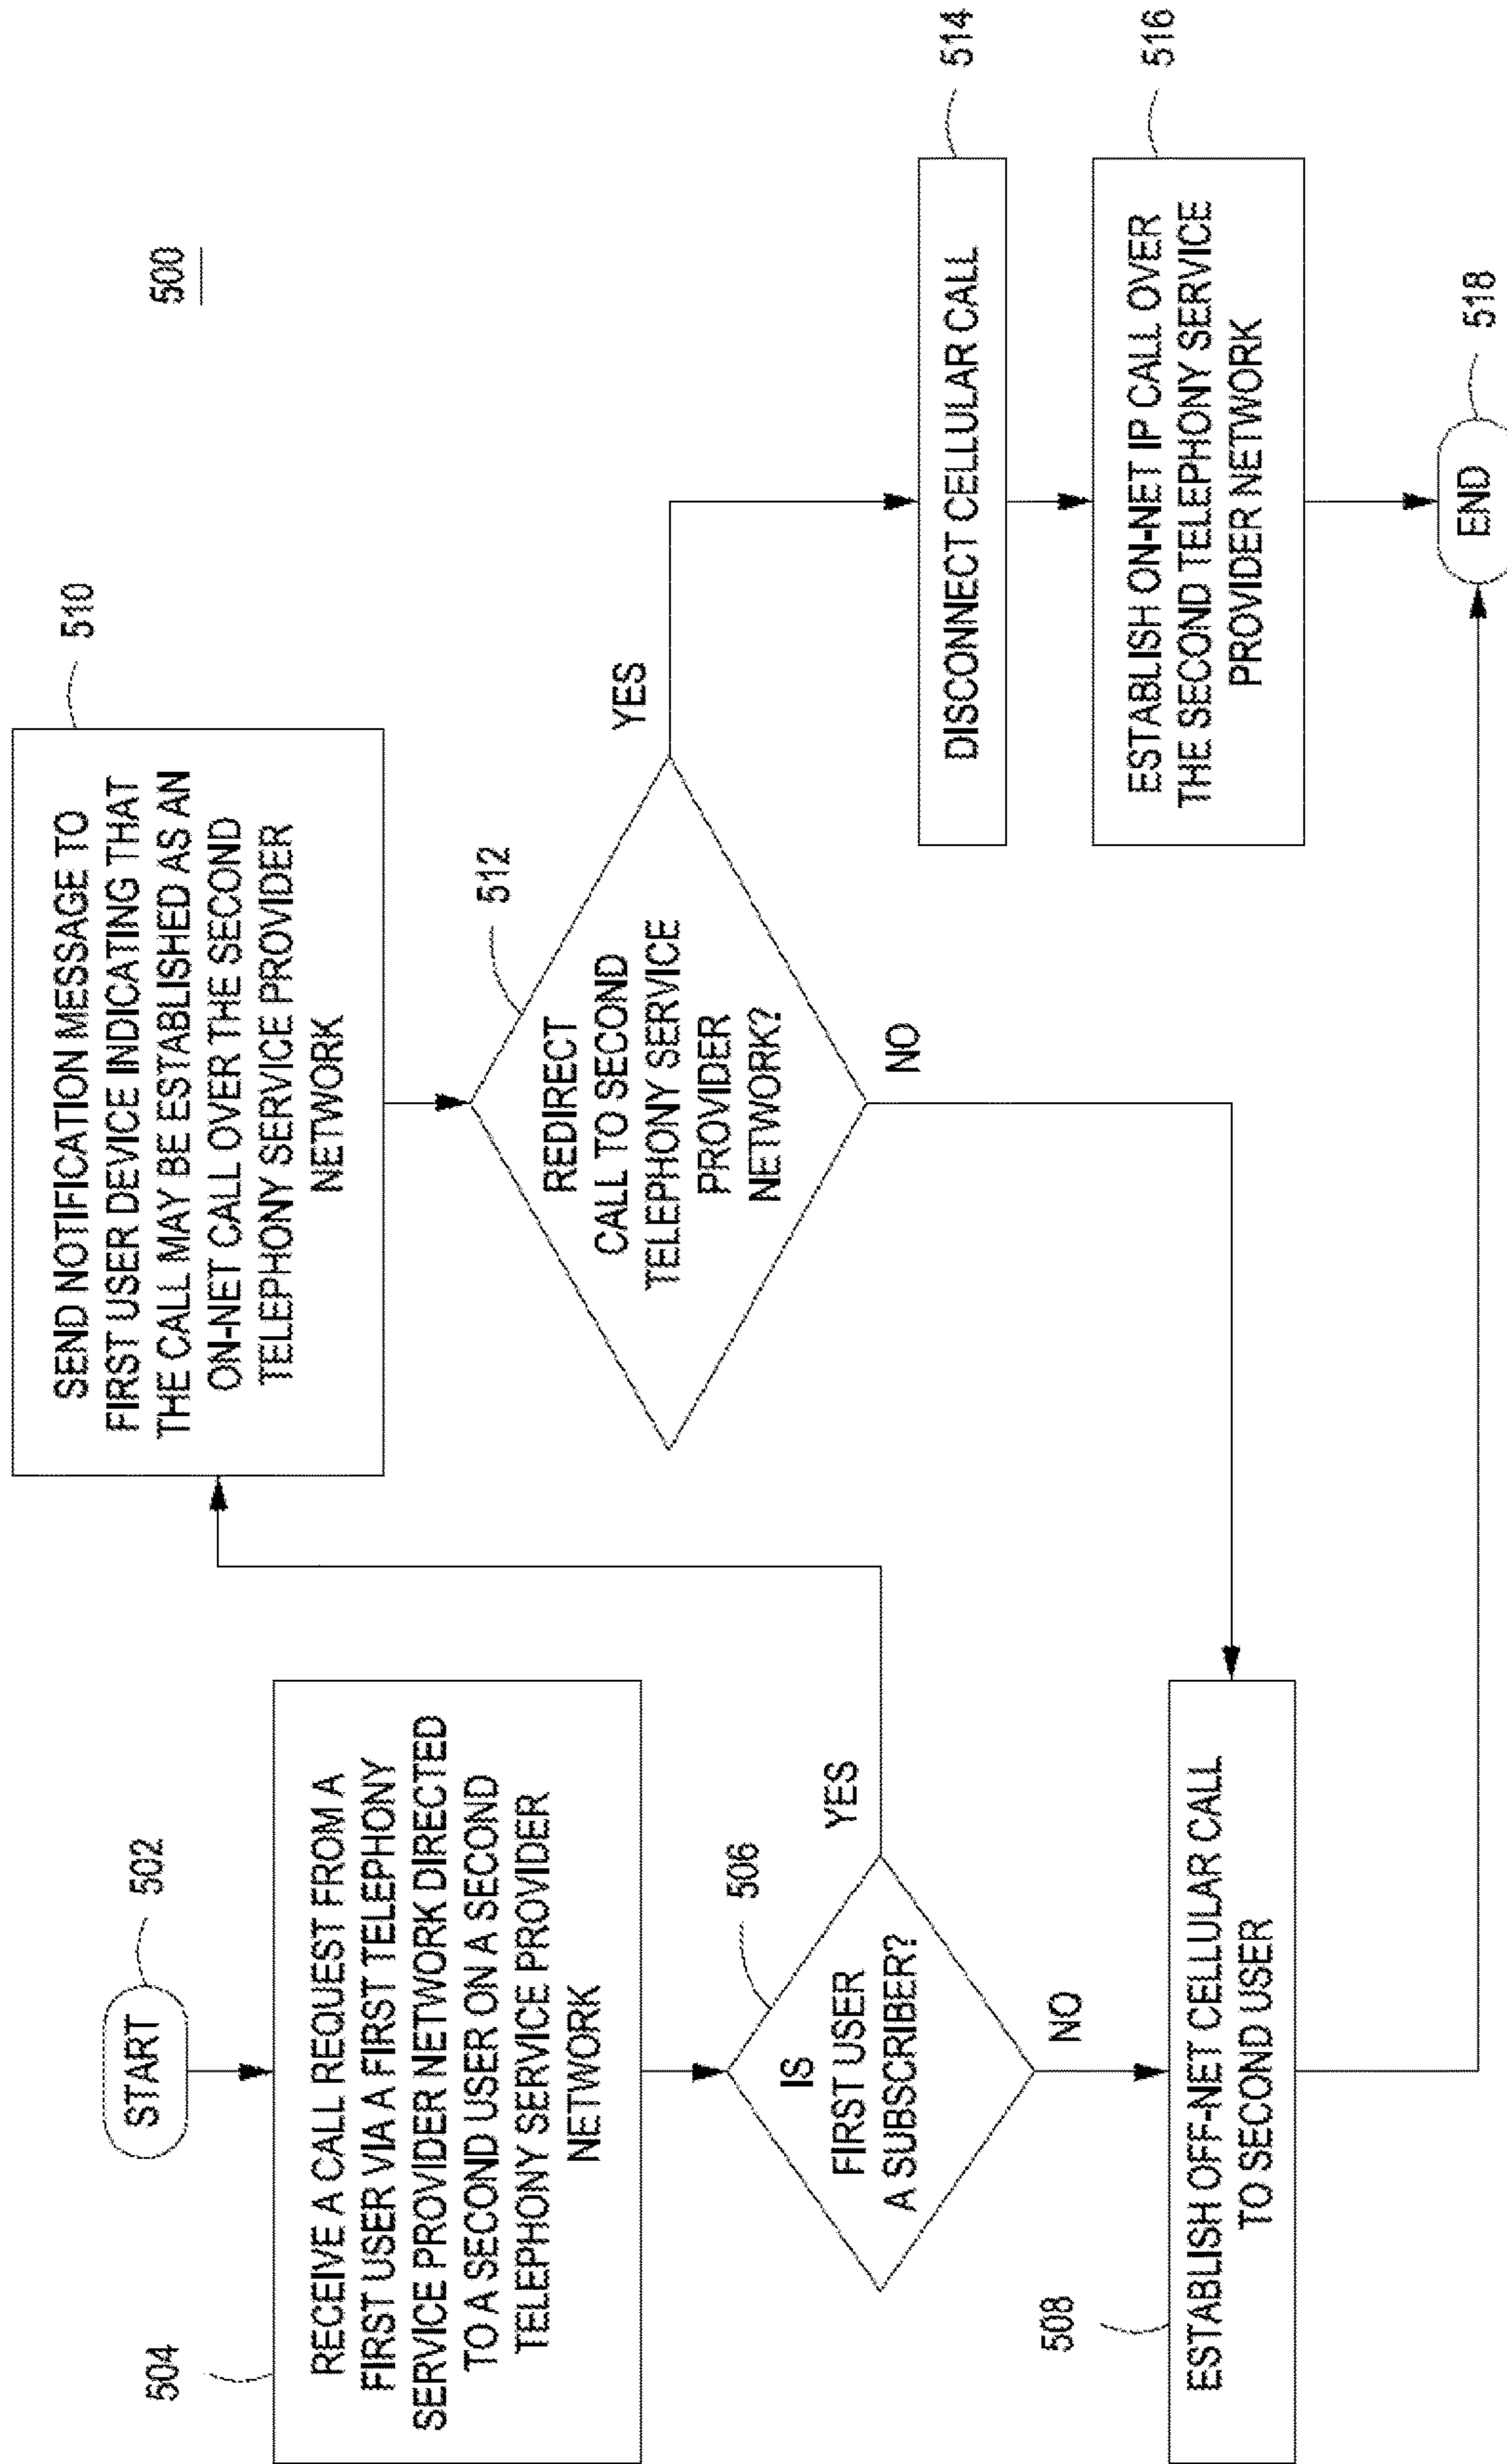 500
START
502
504
RECEIVE A CALL REQUEST FROM A
FIRST USER VIA A FIRST TELEPHONY
SERVICE PROVIDER NETWORK DIRECTED
TO A SECOND USER ON A SECOND
TELEPHONY SERVICE PROVIDER
NETWORK
506
IS
FIRST USER
A SUBSCRIBER?
YES
NO
508
ESTABLISH OFF-NET CELLULAR CALL
TO SECOND USER
510
SEND NOTIFICATION MESSAGE TO
FIRST USER DEVICE INDICATING THAT
THE CALL MAY BE ESTABLISHED AS AN
ON-NET CALL OVER THE SECOND
TELEPHONY SERVICE PROVIDER
NETWORK
512
REDIRECT
CALL TO SECOND
TELEPHONY SERVICE
PROVIDER
NETWORK?
YES
NO
514
DISCONNECT CELLULAR CALL
516
ESTABLISH ON-NET IP CALL OVER
THE SECOND TELEPHONY SERVICE
PROVIDER NETWORK
518
END